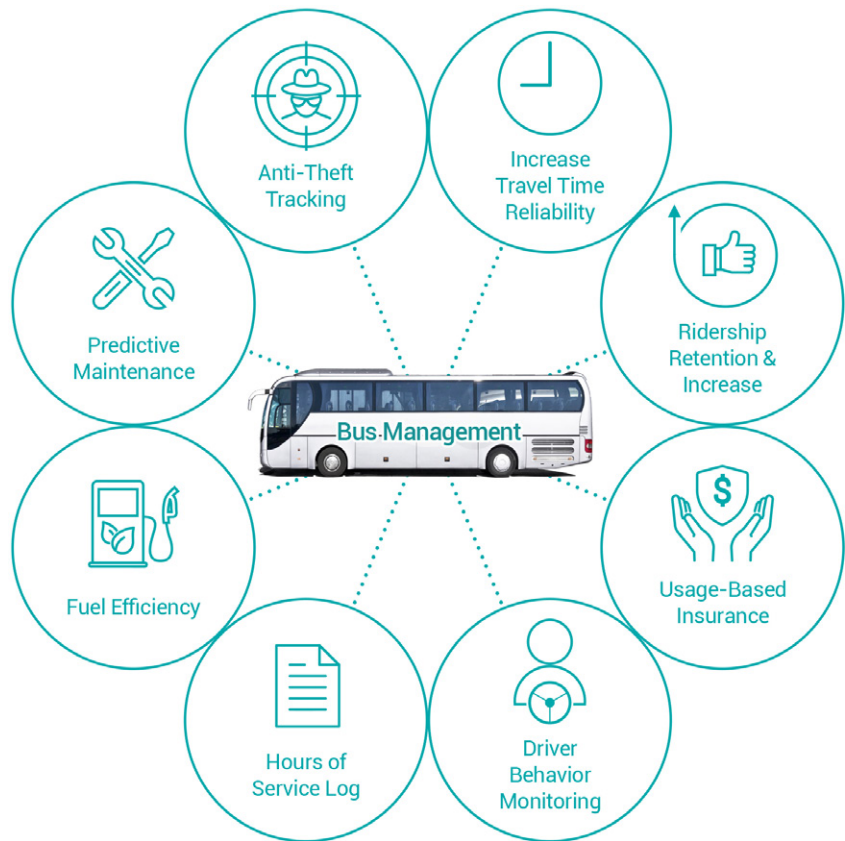 Anti-Theft
Tracking
Increase
Travel Time
Reliability
Predictive
Maintenance
Ridership
Retention &
Increase
Bus Management
Fuel Efficiency
$
Usage-Based
Insurance
Hours of
Service Log
Driver
Behavior
Monitoring